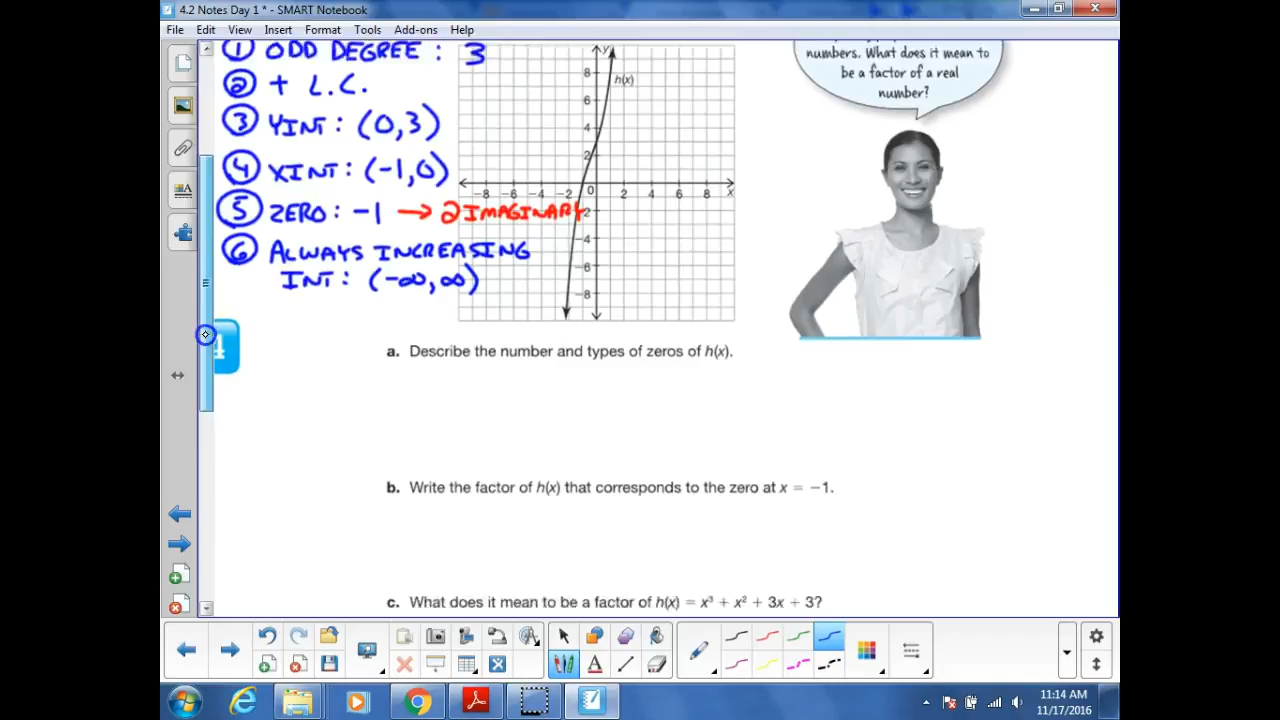 4.2 Notes Day 1 * - SMART Notebook
File Edit View Insert Format Tools Add-ons Help
① ODD DEGREE : 3
② + L.C.
③ YINT : (0,3)
④ XINT : (-1,0)
⑤ ZERO : -1 → 2 IMAGINARY
⑥ ALWAYS INCREASING
INT : (-∞,∞)
y
h(x)
8
6
4
2
-8 -6 -4 -2 0 2 4 6 8 x
-2
-4
-6
-8
numbers. What does it mean to
be a factor of a real
number?
4
a. Describe the number and types of zeros of h(x).
b. Write the factor of h(x) that corresponds to the zero at x = −1.
c. What does it mean to be a factor of h(x) = x³ + x² + 3x + 3?
11:14 AM
11/17/2016